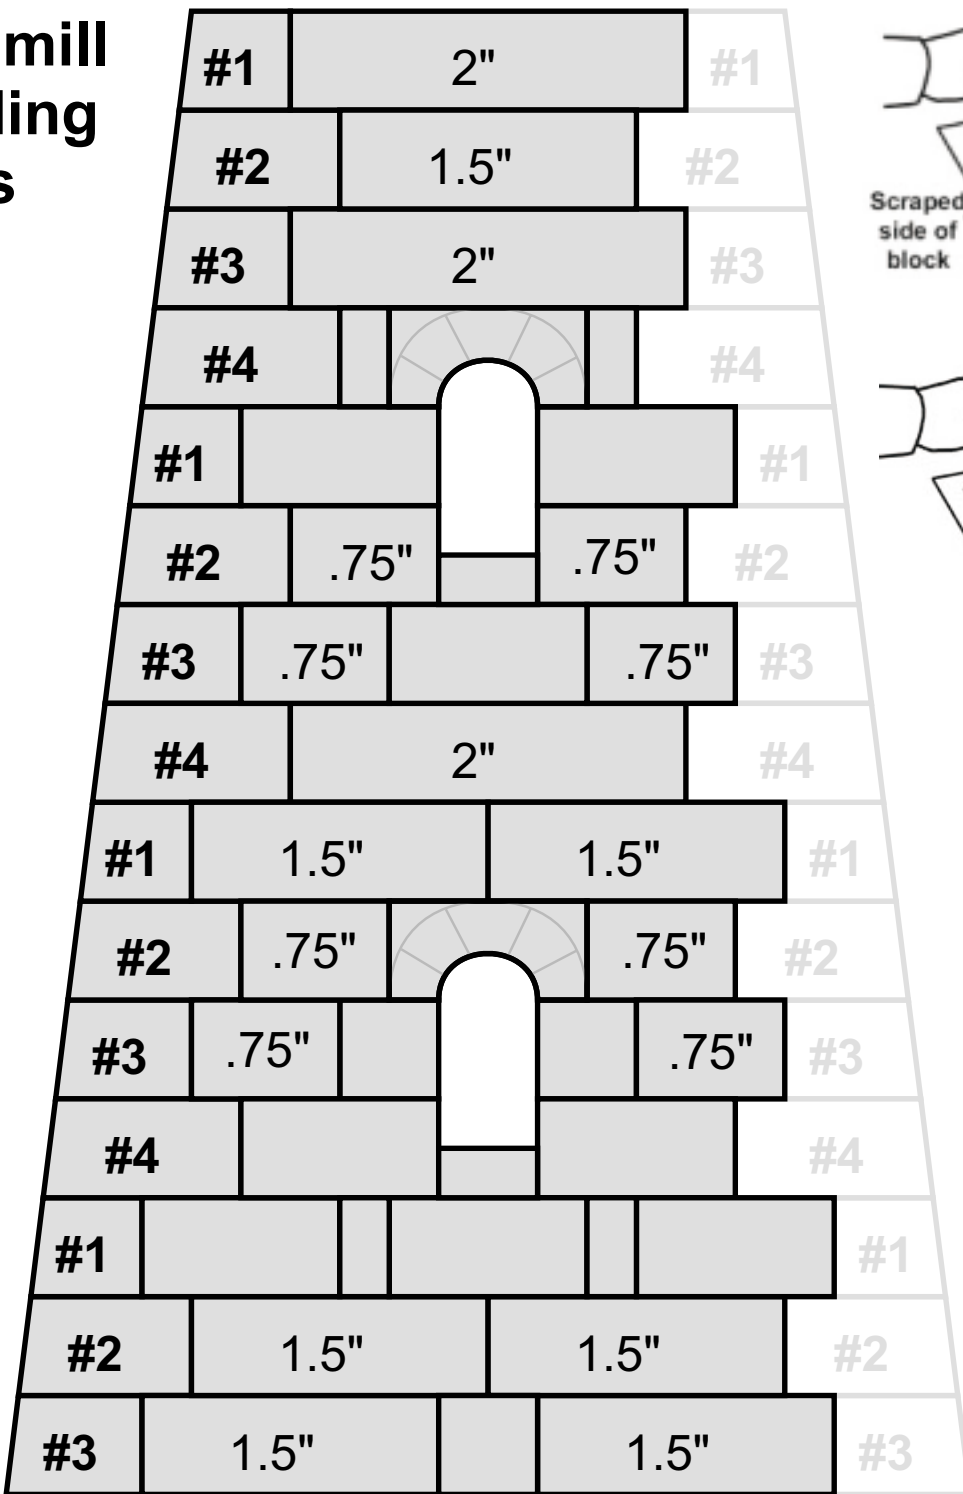 mill
#1 2" #1
#2 1.5" #2
#3 2" #3
#4 #4
#1 #1
#2 .75" .75" #2
#3 .75" .75" #3
#4 2" #4
#1 1.5" 1.5" #1
#2 .75" .75" #2
#3 .75" .75" #3
#4 #4
#1 #1
#2 1.5" 1.5" #2
#3 1.5" 1.5" #3
Scraped
side of
block